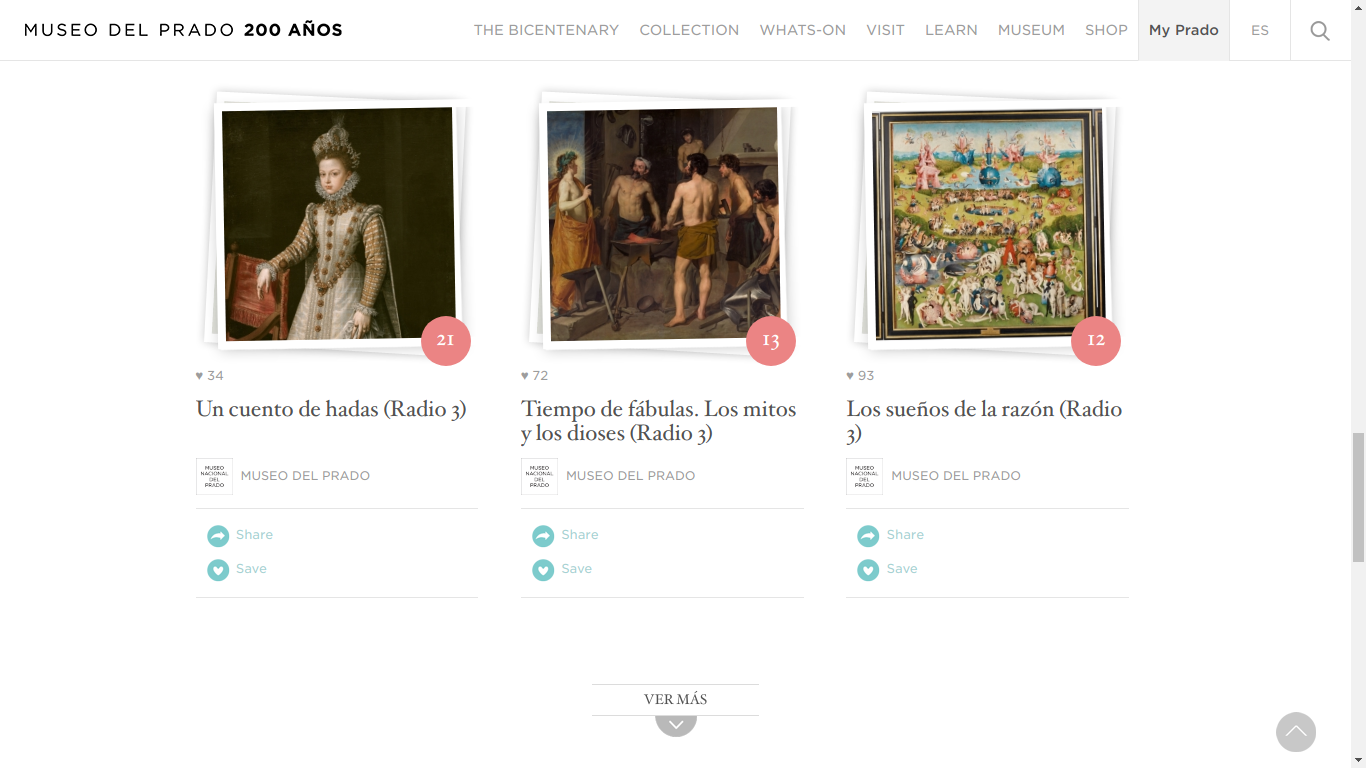 MUSEO DEL PRADO 200 AÑOS
THE BICENTENARY COLLECTION WHATS-ON VISIT LEARN MUSEUM SHOP My Prado ES
21
♥ 34
Un cuento de hadas (Radio 3)
MUSEO
NACIONAL
DEL
PRADO
MUSEO DEL PRADO
Share
Save
13
♥ 72
Tiempo de fábulas. Los mitos
y los dioses (Radio 3)
MUSEO
NACIONAL
DEL
PRADO
MUSEO DEL PRADO
Share
Save
12
♥ 93
Los sueños de la razón (Radio
3)
MUSEO
NACIONAL
DEL
PRADO
MUSEO DEL PRADO
Share
Save
VER MÁS